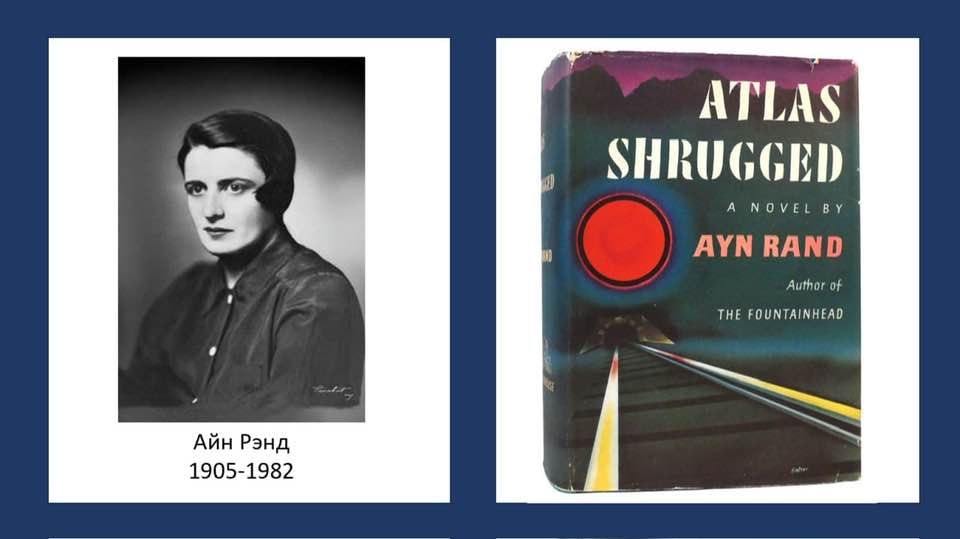 Айн Рэнд
1905-1982
ATLAS
SHRUGGED
A NOVEL BY
AYN RAND
Author of
THE FOUNTAINHEAD